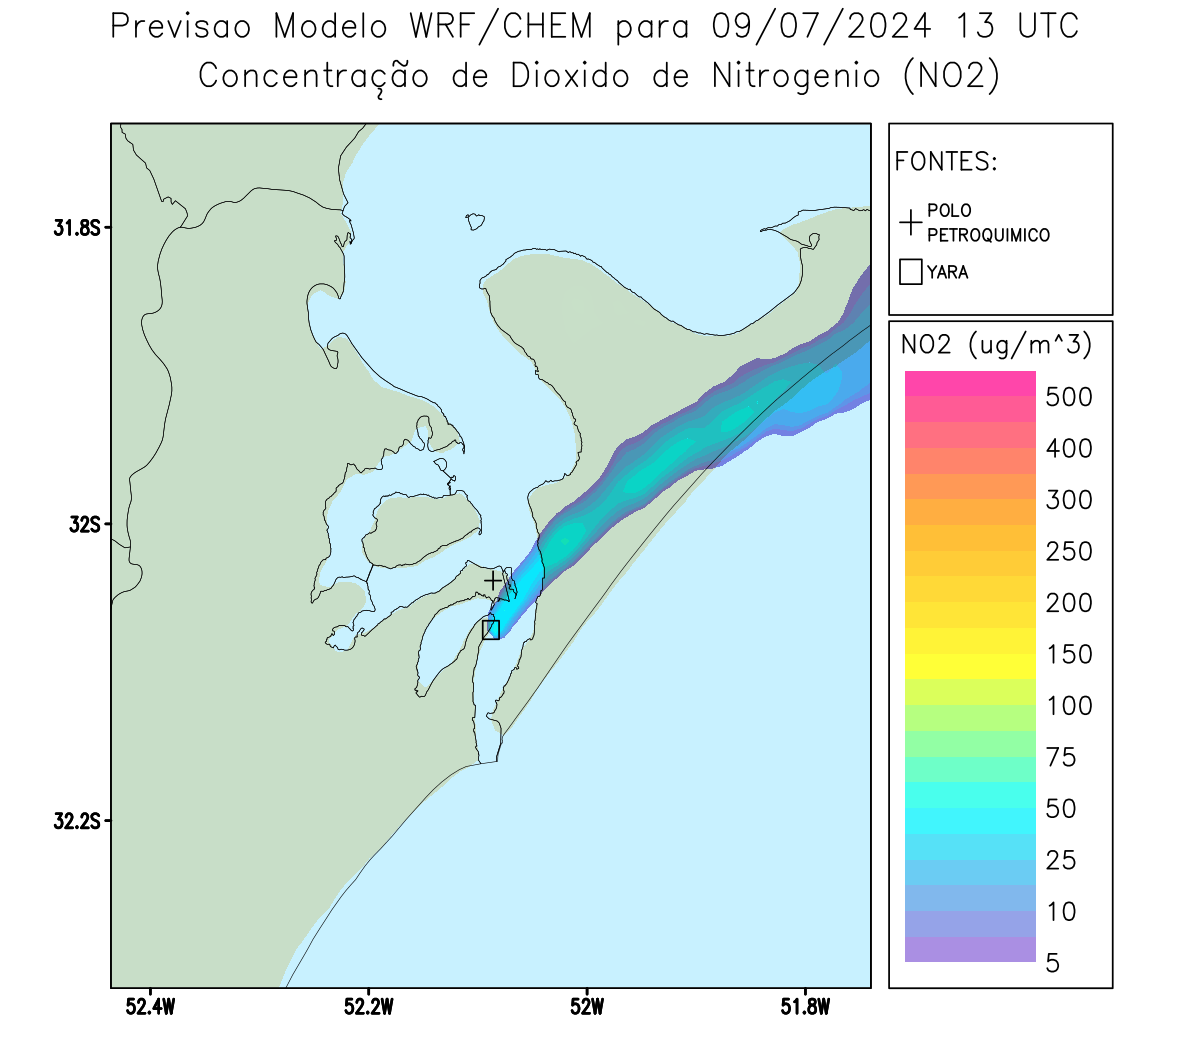 Previsao Modelo WRF/CHEM para 09/07/2024 13 UTC
Concentração de Dioxido de Nitrogenio (NO2)
FONTES:
POLO
PETROQUIMICO
YARA
31.8S
32S
32.2S
52.4W
52.2W
52W
51.8W
NO2 (ug/m^3)
500
400
300
250
200
150
100
75
50
25
10
5